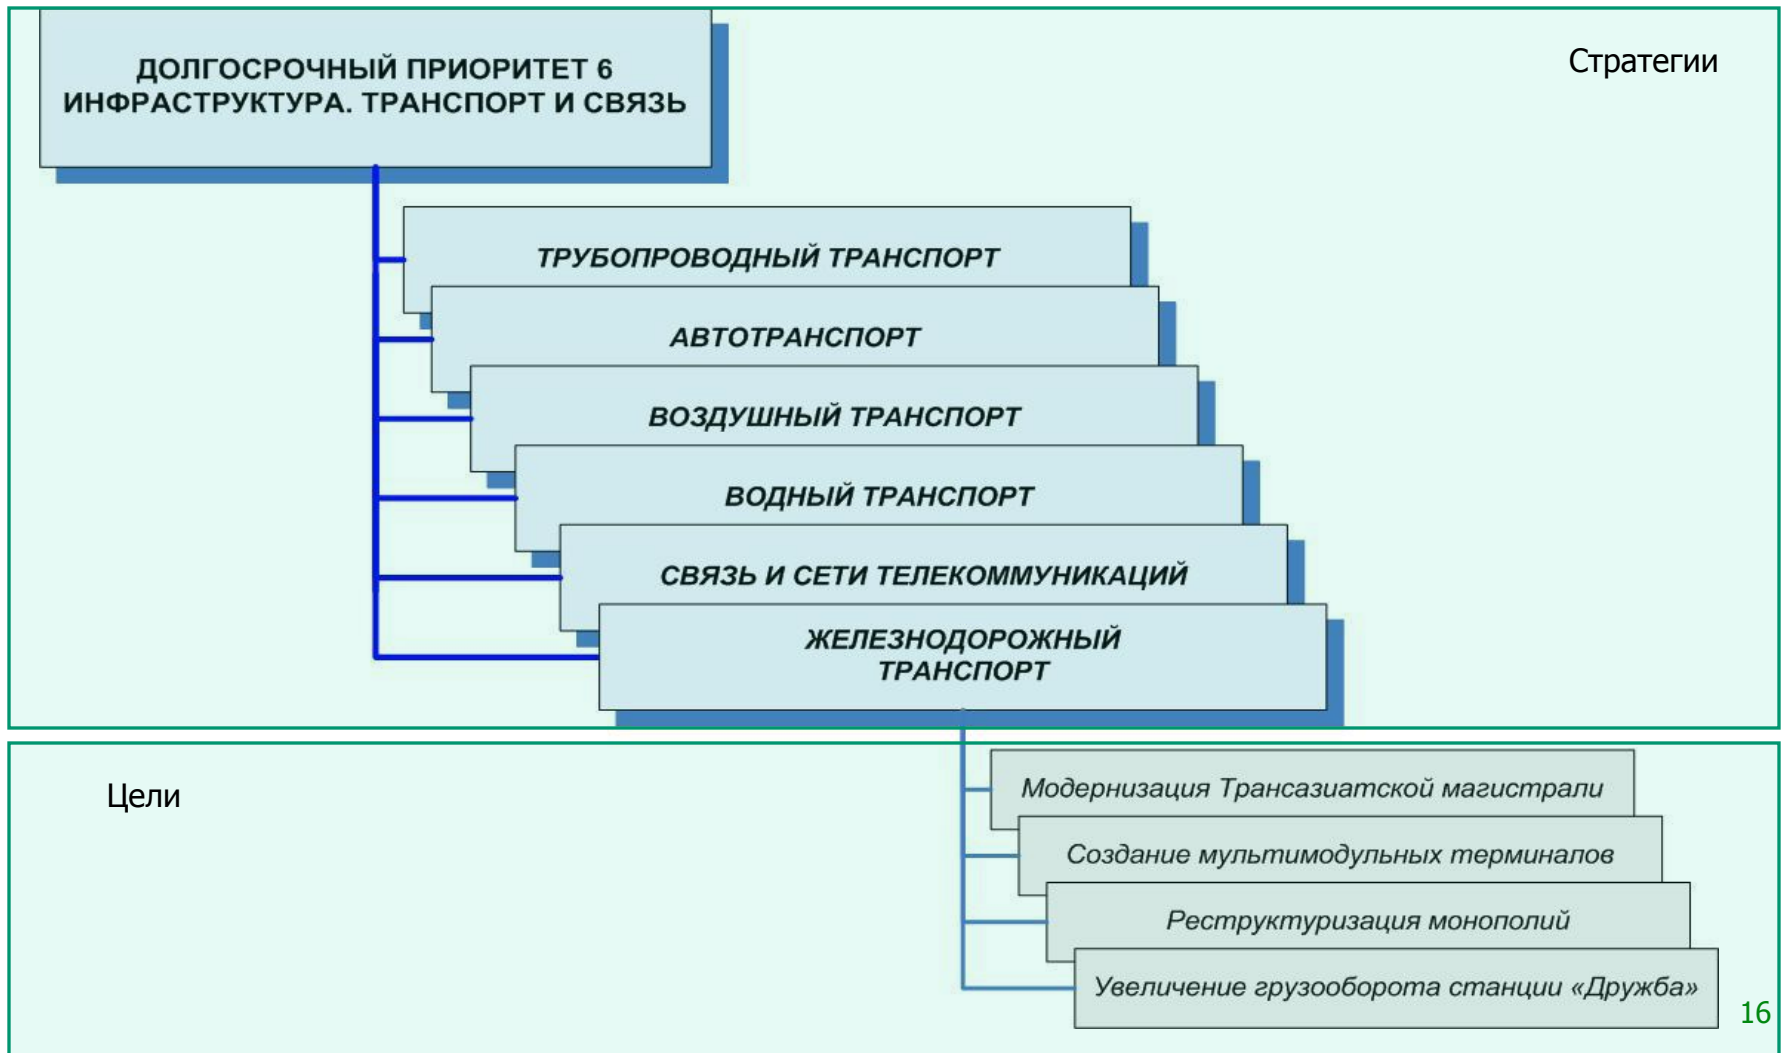 ДОЛГОСРОЧНЫЙ ПРИОРИТЕТ 6
ИНФРАСТРУКТУРА. ТРАНСПОРТ И СВЯЗЬ
Стратегии
ТРУБОПРОВОДНЫЙ ТРАНСПОРТ
АВТОТРАНСПОРТ
ВОЗДУШНЫЙ ТРАНСПОРТ
ВОДНЫЙ ТРАНСПОРТ
СВЯЗЬ И СЕТИ ТЕЛЕКОММУНИКАЦИЙ
ЖЕЛЕЗНОДОРОЖНЫЙ
ТРАНСПОРТ
Цели
Модернизация Трансазиатской магистрали
Создание мультимодульных терминалов
Реструктуризация монополий
Увеличение грузооборота станции «Дружба»
16